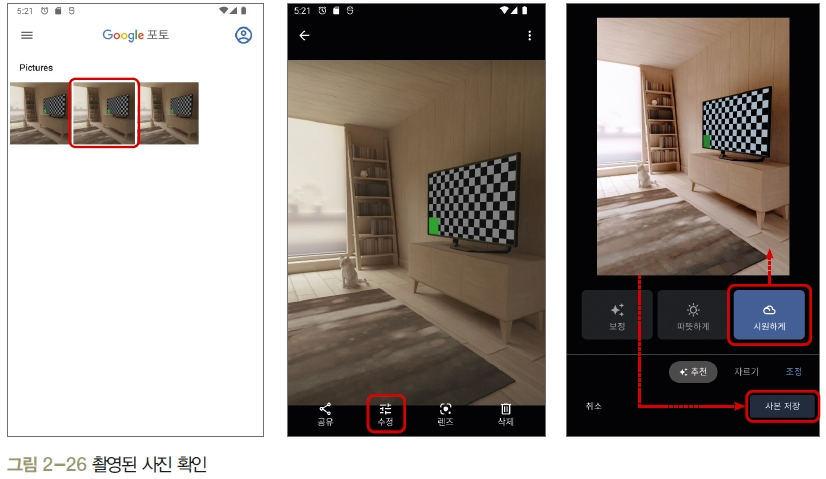 5:21
Google 포토
Pictures
5:21
공유
수정
렌즈
삭제
보정
따뜻하게
시원하게
추천
자르기
조정
취소
사본 저장
그림 2-26 촬영된 사진 확인